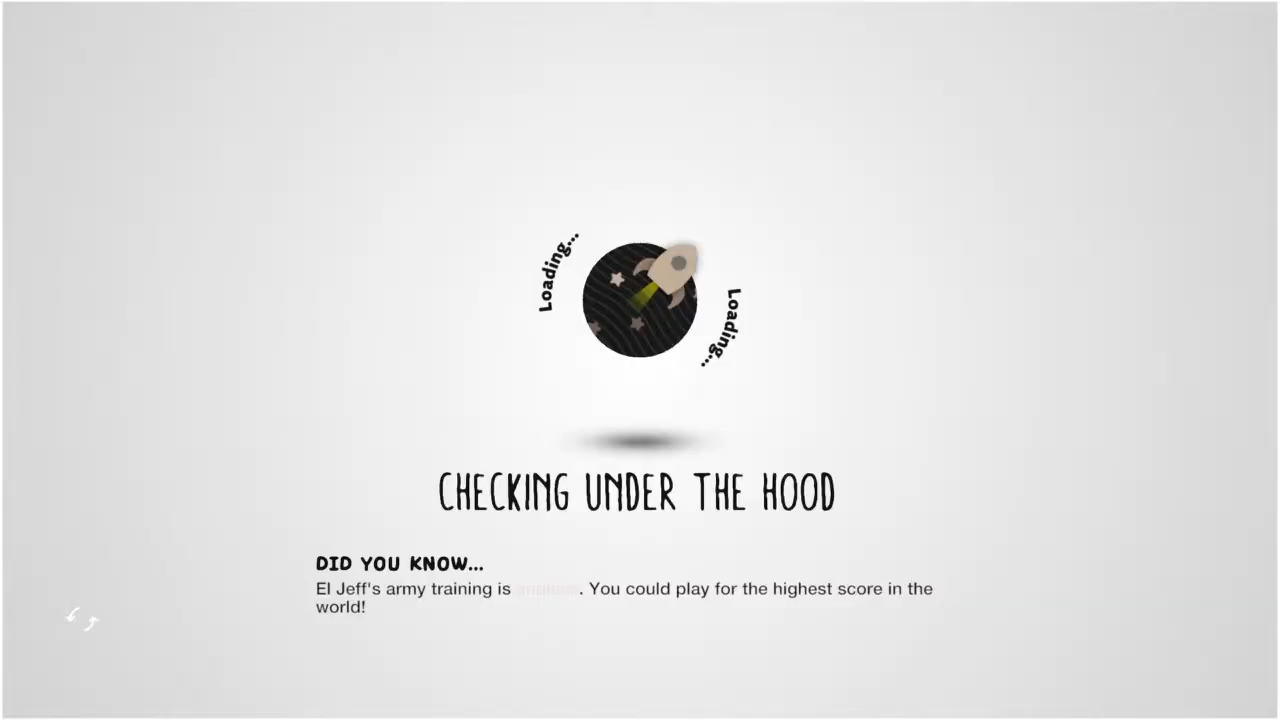 Loading...
Loading...
CHECKING UNDER THE HOOD
DID YOU KNOW...
El Jeff's army training is . You could play for the highest score in the
world!